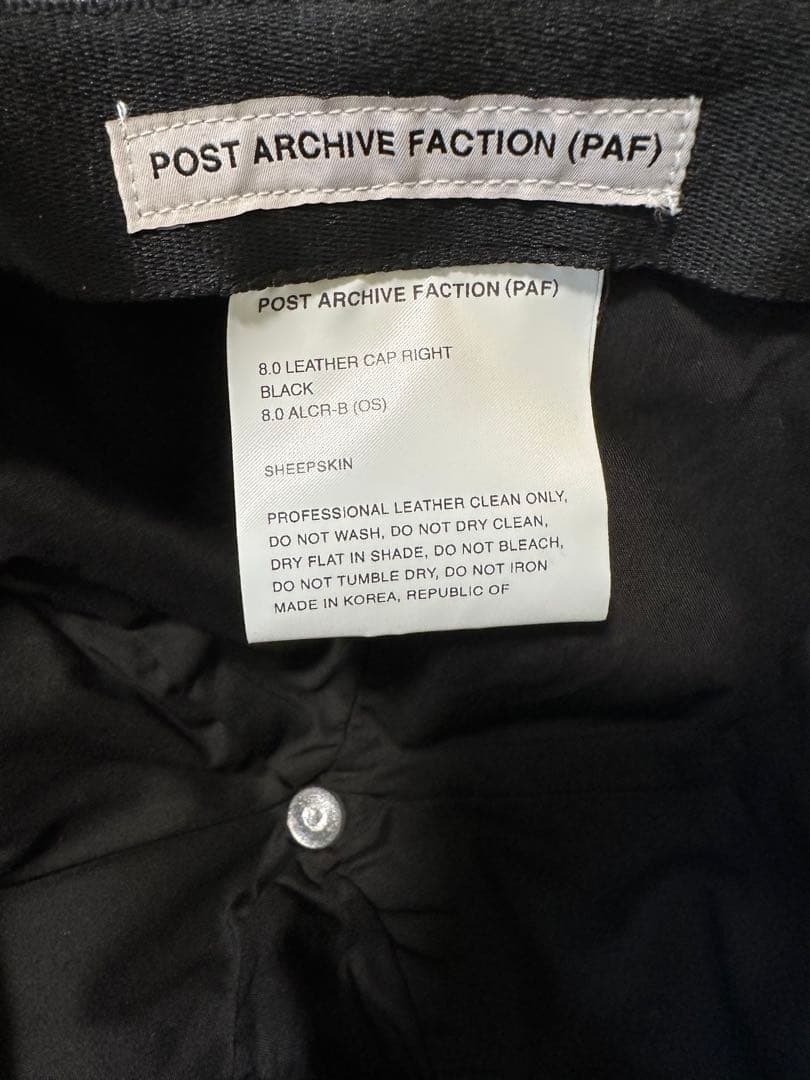 POST ARCHIVE FACTION (PAF)
POST ARCHIVE FACTION (PAF)
8.0 LEATHER CAP RIGHT
BLACK
8.0 ALCR-B (OS)
SHEEPSKIN
PROFESSIONAL LEATHER CLEAN ONLY,
DO NOT WASH, DO NOT DRY CLEAN,
DRY FLAT IN SHADE, DO NOT BLEACH,
DO NOT TUMBLE DRY, DO NOT IRON
MADE IN KOREA, REPUBLIC OF